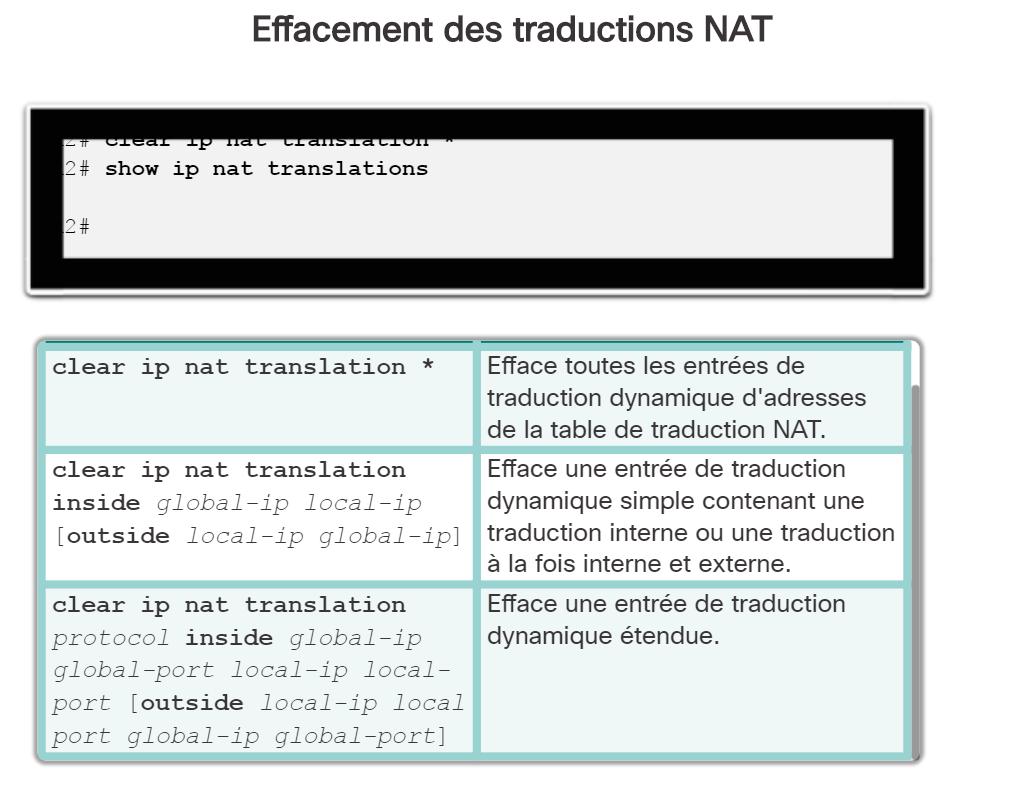 Effacement des traductions NAT
2# clear ip nat translation *
2# show ip nat translations
2#
clear ip nat translation *
Efface toutes les entrées de
traduction dynamique d'adresses
de la table de traduction NAT.
clear ip nat translation
inside global-ip local-ip
[outside local-ip global-ip]
Efface une entrée de traduction
dynamique simple contenant une
traduction interne ou une traduction
à la fois interne et externe.
clear ip nat translation
protocol inside global-ip
global-port local-ip local-
port [outside local-ip local
port global-ip global-port]
Efface une entrée de traduction
dynamique étendue.